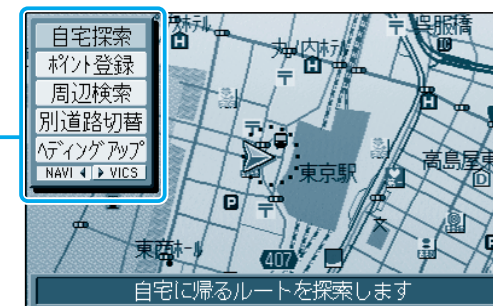 自宅探索
ﾎﾟｲﾝﾄ登録
周辺検索
別道路切替
ﾍﾃﾞｨﾝｸﾞｱｯﾌﾟ
NAVI ◀ ▶ VICS
ﾎﾃﾙ
丸ﾉ内ﾎﾃﾙ
呉服橋
東京駅
高島屋東
P
407
自宅に帰るルートを探索します